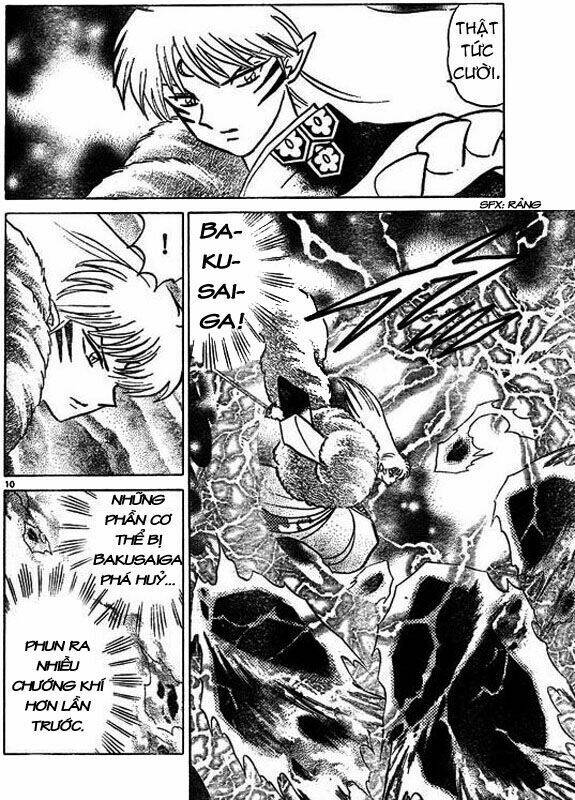 THẬT
TỨC
CƯỜI.
SFX: RẢNG
BA-
KU-
SAI-
GA!
!
10
NHỮNG
PHẦN CƠ
THỂ BỊ
BAKUSAIGA
PHÁ HUỶ...
PHUN RA
NHIỀU
CHƯỚNG KHÍ
HƠN LẦN
TRƯỚC.